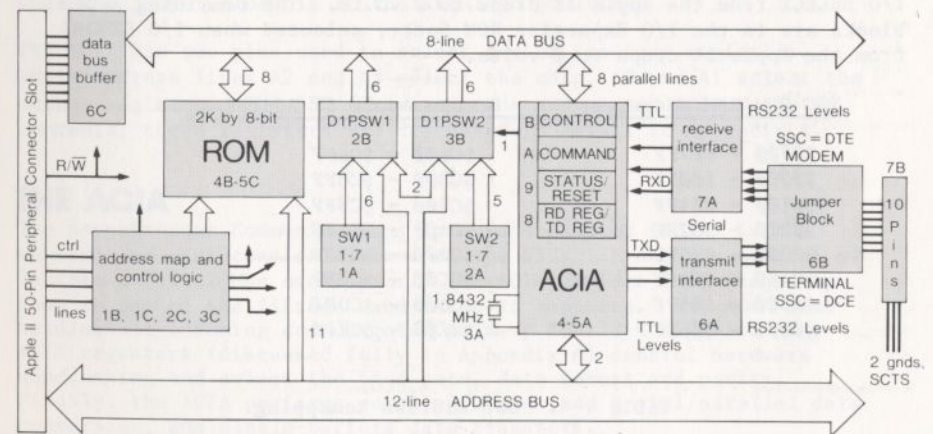 Apple II 50-Pin Peripheral Connector Slot
data
bus
buffer
6C
8-line DATA BUS
8
6
6
8 parallel lines
R/W̅
2K by 8-bit
ROM
4B-5C
D1PSW1
2B
D1PSW2
3B
1
B CONTROL
A COMMAND
9 STATUS/
RESET
8 RD REG/
TD REG
ACIA
4-5A
TTL
RXD
receive
interface
7A
RS232 Levels
SSC = DTE
MODEM
7B
Jumper
Block
6B
10
Pins
Serial
TXD
transmit
interface
6A
TERMINAL
SSC = DCE
TTL
Levels
RS232 Levels
2 gnds,
SCTS
ctrl
lines
address map and
control logic
1B, 1C, 2C, 3C
6
2
5
SW1
1-7
1A
SW2
1-7
2A
1.8432
MHz
3A
11
2
12-line ADDRESS BUS